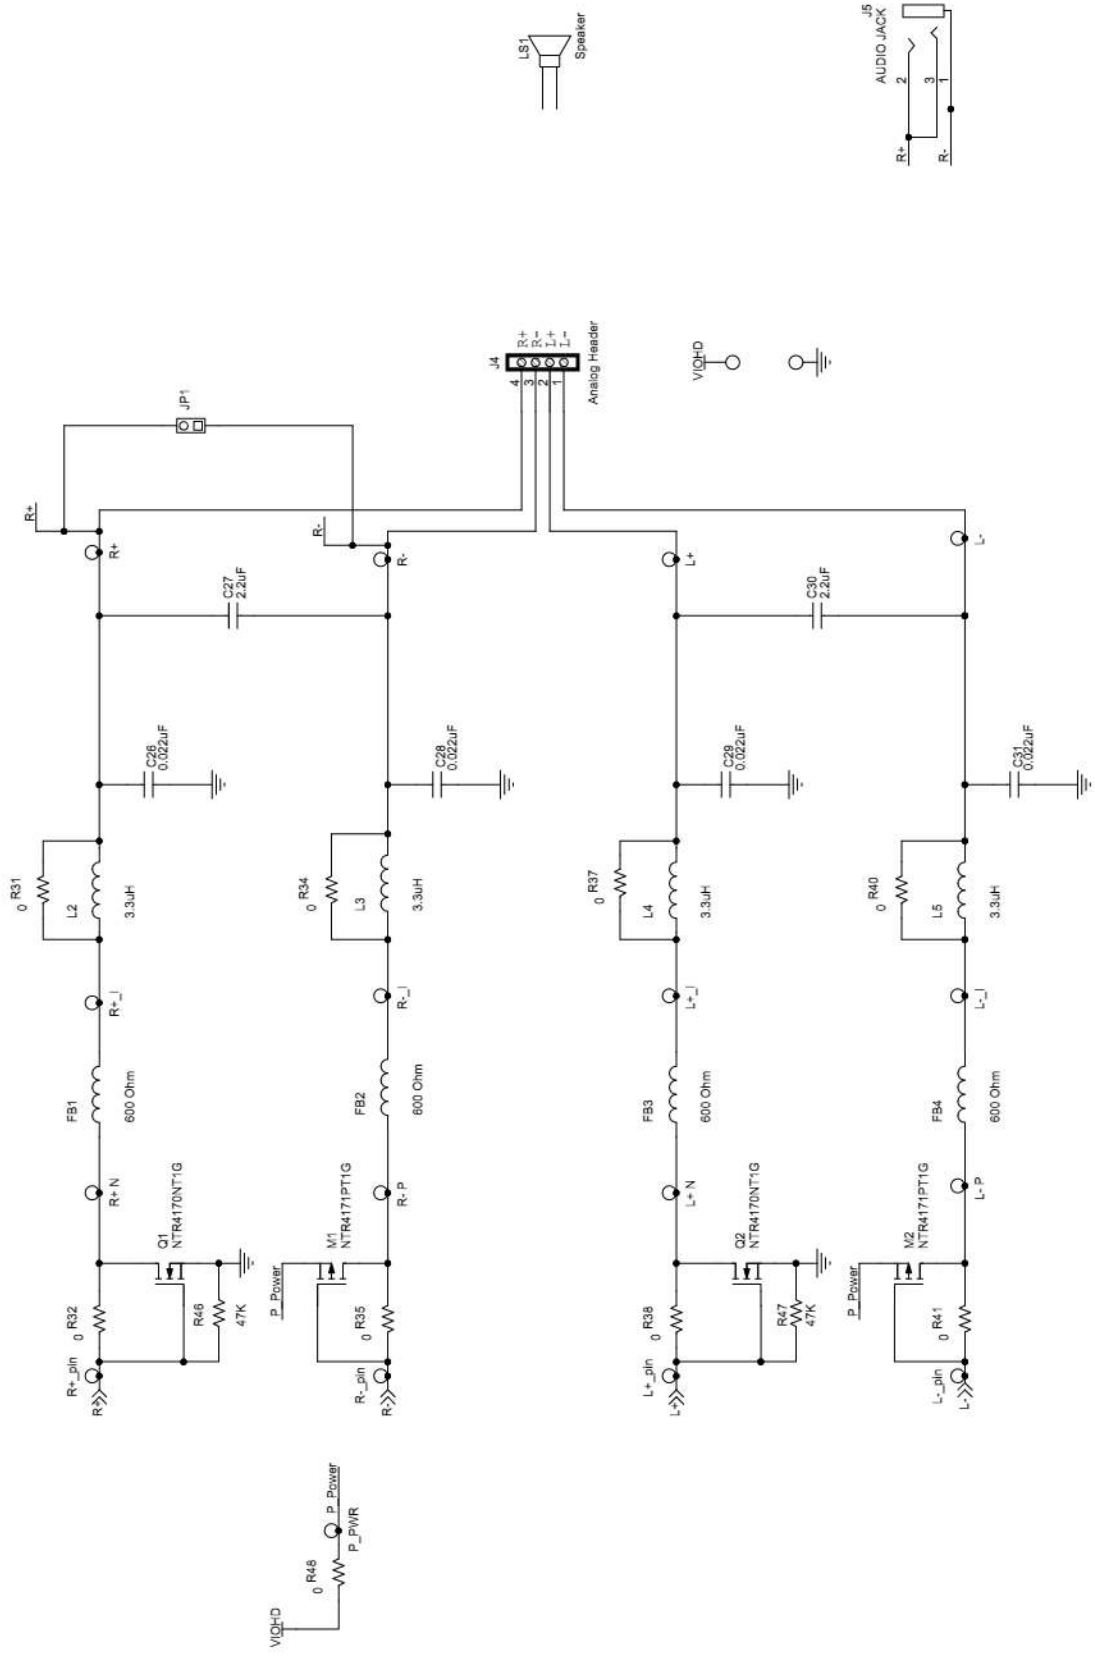 VIOHD
0 R48
P_Power
P_PWR
R+
R+_pin
0 R32
R46
47K
Q1
NTR4170NT1G
R+ N
FB1
600 Ohm
R+_I
0 R31
L2
3.3uH
C26
0.022uF
C27
2.2uF
R+
R+
JP1
R-
R-_pin
0 R35
P_Power
M1
NTR4171PT1G
R- P
FB2
600 Ohm
R-_I
0 R34
L3
3.3uH
C28
0.022uF
R-
R-
LS1
Speaker
J4
4
3
2
1
R+
R-
L+
L-
Analog Header
L+
L+_pin
0 R38
R47
47K
Q2
NTR4170NT1G
L+ N
FB3
600 Ohm
L+_I
0 R37
L4
3.3uH
C29
0.022uF
C30
2.2uF
L+
VIOHD
L-
L-_pin
0 R41
P_Power
M2
NTR4171PT1G
L- P
FB4
600 Ohm
L-_I
0 R40
L5
3.3uH
C31
0.022uF
L-
J5
AUDIO JACK
R+
2
3
R-
1